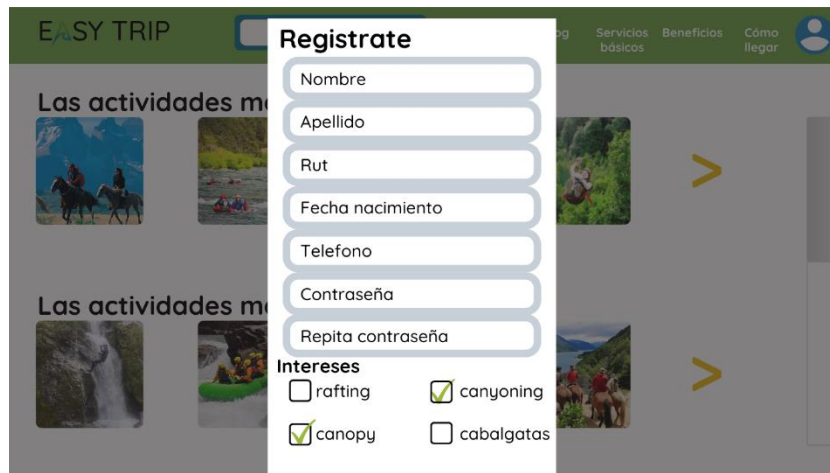 EASY TRIP
og
Servicios básicos
Beneficios
Cómo llegar
Las actividades m
Las actividades m
Registrate
Nombre
Apellido
Rut
Fecha nacimiento
Telefono
Contraseña
Repita contraseña
Intereses
rafting
canyoning
canopy
cabalgatas